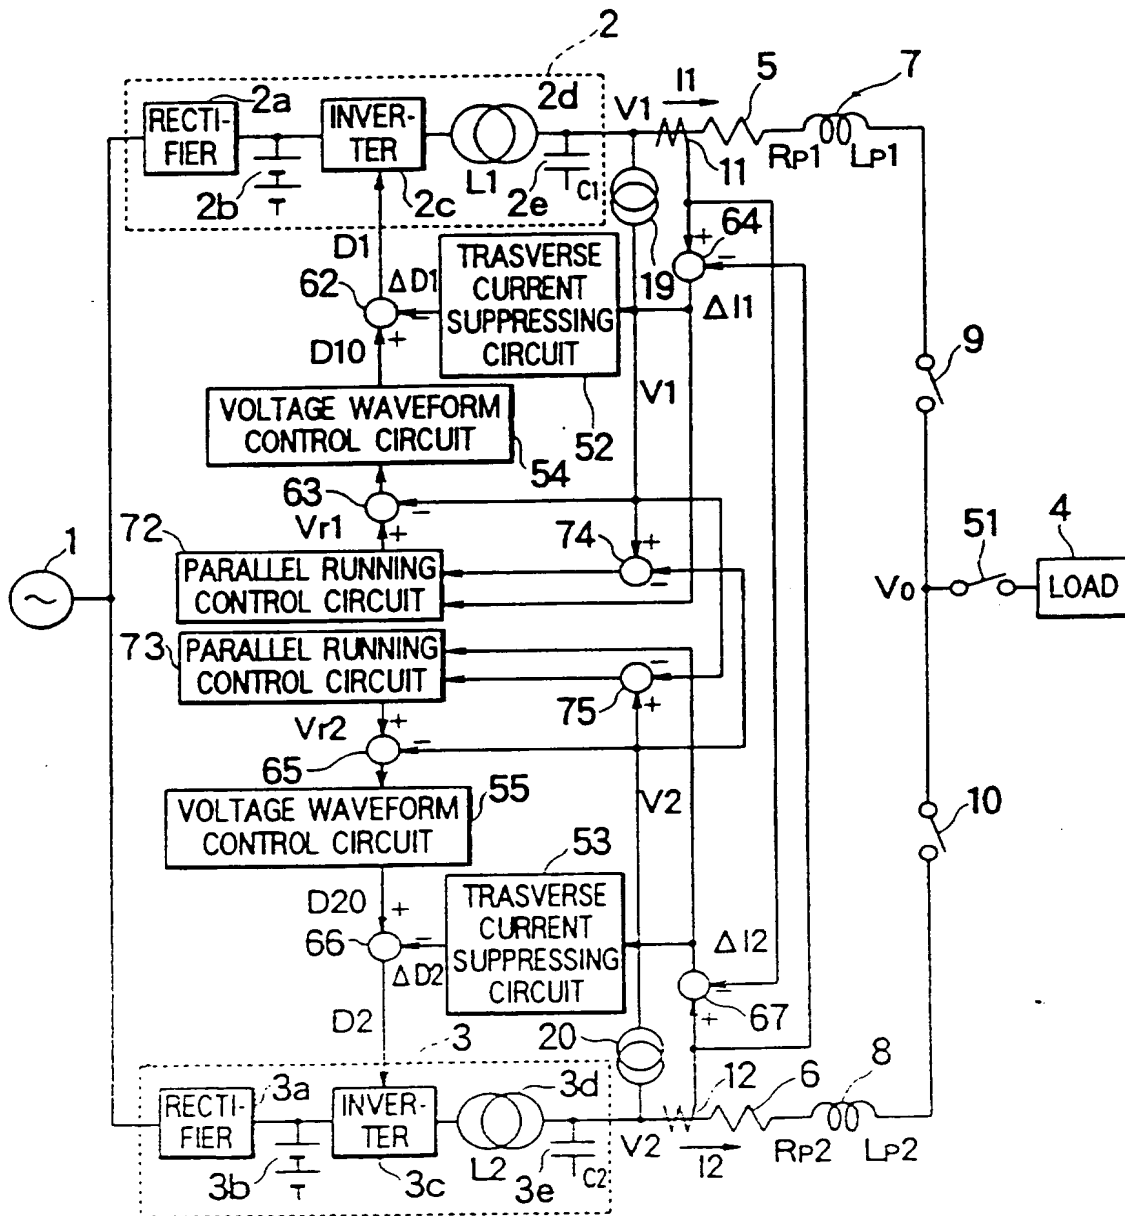 2
I1
5
7
2a
2d
V1
RECTI-
FIER
INVER-
TER
L1
C1
RP1
LP1
2b
2c
2e
11
D1
64
+
-
19
TRASVERSE
CURRENT
SUPPRESSING
CIRCUIT
ΔD1
62
-
+
ΔI1
D10
9
VOLTAGE WAVEFORM
CONTROL CIRCUIT
V1
52
54
63
-
Vr1
+
72
74
+
-
51
4
1
PARALLEL RUNNING
CONTROL CIRCUIT
V0
LOAD
73
PARALLEL RUNNING
CONTROL CIRCUIT
-
75
+
Vr2
+
-
65
55
V2
10
VOLTAGE WAVEFORM
CONTROL CIRCUIT
53
D20
+
66
-
ΔD2
TRASVERSE
CURRENT
SUPPRESSING
CIRCUIT
ΔI2
-
+
67
D2
3
20
3a
3d
12
6
8
RECTI-
FIER
INVER-
TER
L2
C2
V2
I2
RP2
LP2
3b
3c
3e